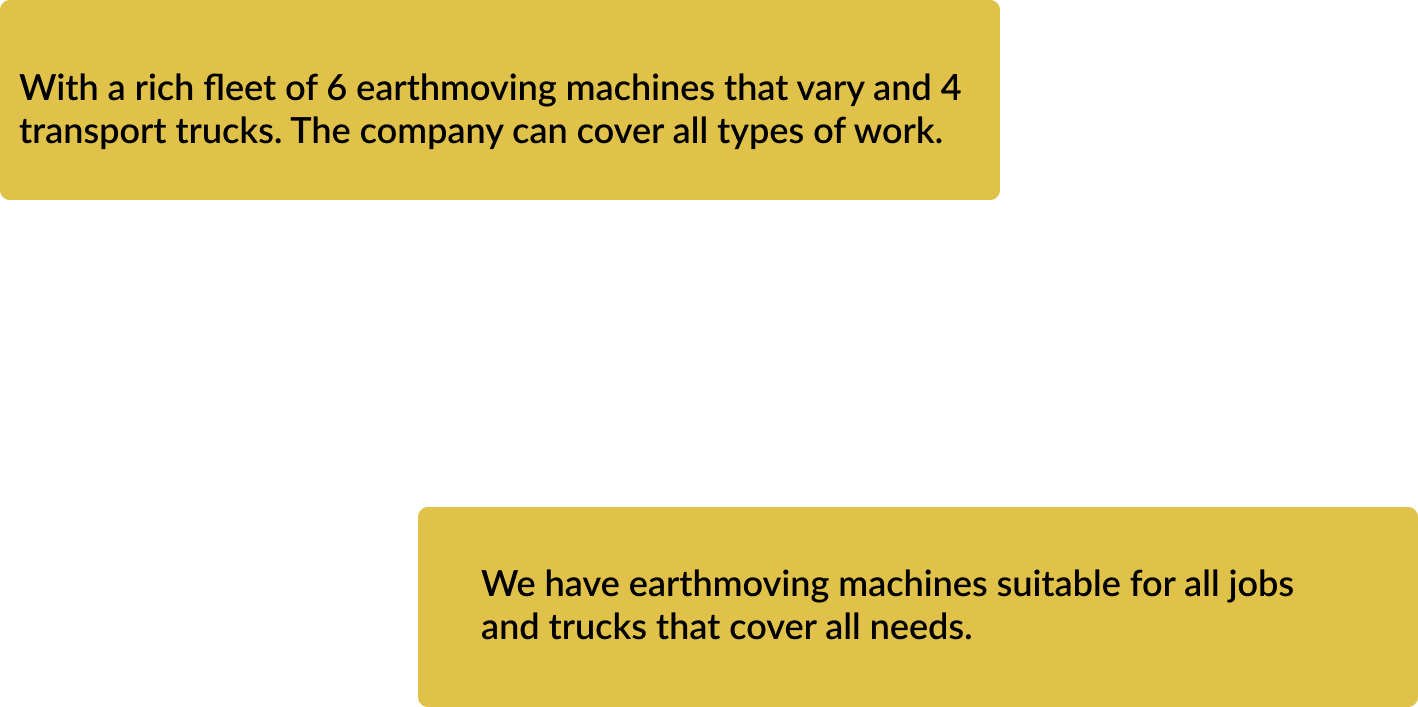 With a rich fleet of 6 earthmoving machines that vary and 4
transport trucks. The company can cover all types of work.
We have earthmoving machines suitable for all jobs
and trucks that cover all needs.